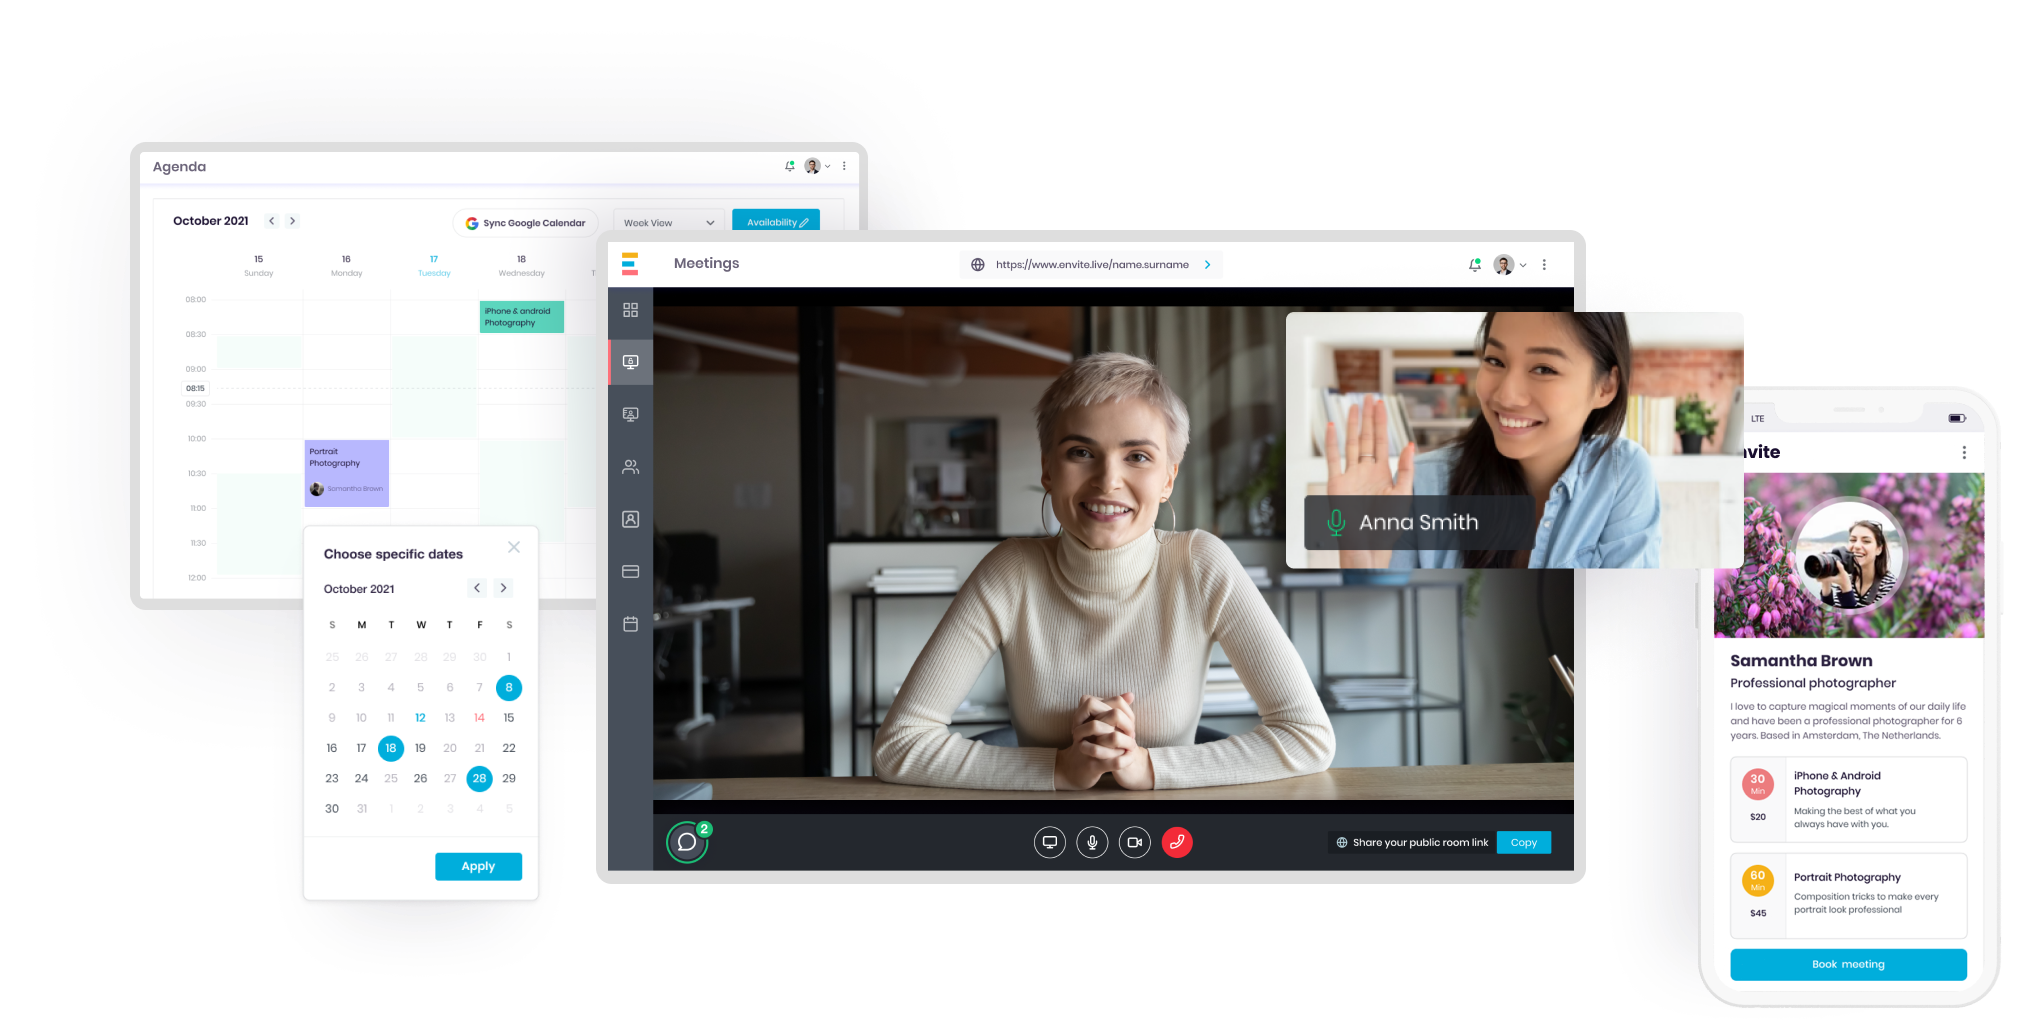 Agenda
October 2021
Sync Google Calendar
Week View
Availability
15
Sunday
16
Monday
17
Tuesday
18
Wednesday
08:00
08:30
09:00
08:15
09:30
10:00
10:30
11:00
11:30
12:00
iPhone & android
Photography
Portrait
Photography
Samantha Brown
Choose specific dates
October 2021
S M T W T F S
25 26 27 28 29 30 1
2 3 4 5 6 7 8
9 10 11 12 13 14 15
16 17 18 19 20 21 22
23 24 25 26 27 28 29
30 31 1 2 3 4 5
Apply
Meetings
https://www.envite.live/name.surname
Anna Smith
2
Share your public room link
Copy
LTE
nvite
Samantha Brown
Professional photographer
I love to capture magical moments of our daily life
and have been a professional photographer for 6
years. Based in Amsterdam, The Netherlands.
30
Min
$20
iPhone & Android
Photography
Making the best of what you
always have with you.
60
Min
$45
Portrait Photography
Composition tricks to make every
portrait look professional
Book meeting